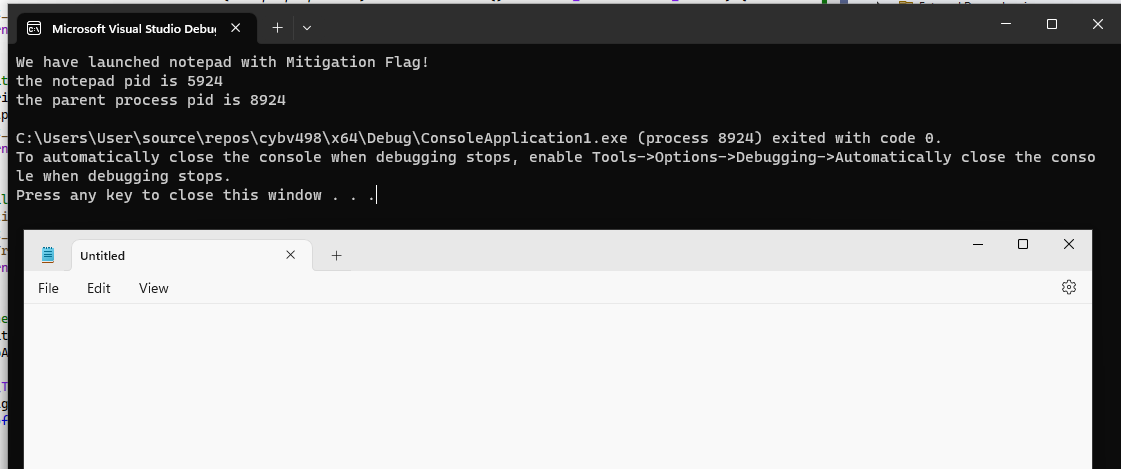 Microsoft Visual Studio Debug
We have launched notepad with Mitigation Flag!
the notepad pid is 5924
the parent process pid is 8924
C:\Users\User\source\repos\cybv498\x64\Debug\ConsoleApplication1.exe (process 8924) exited with code 0.
To automatically close the console when debugging stops, enable Tools->Options->Debugging->Automatically close the conso
le when debugging stops.
Press any key to close this window . . .
Untitled
File Edit View